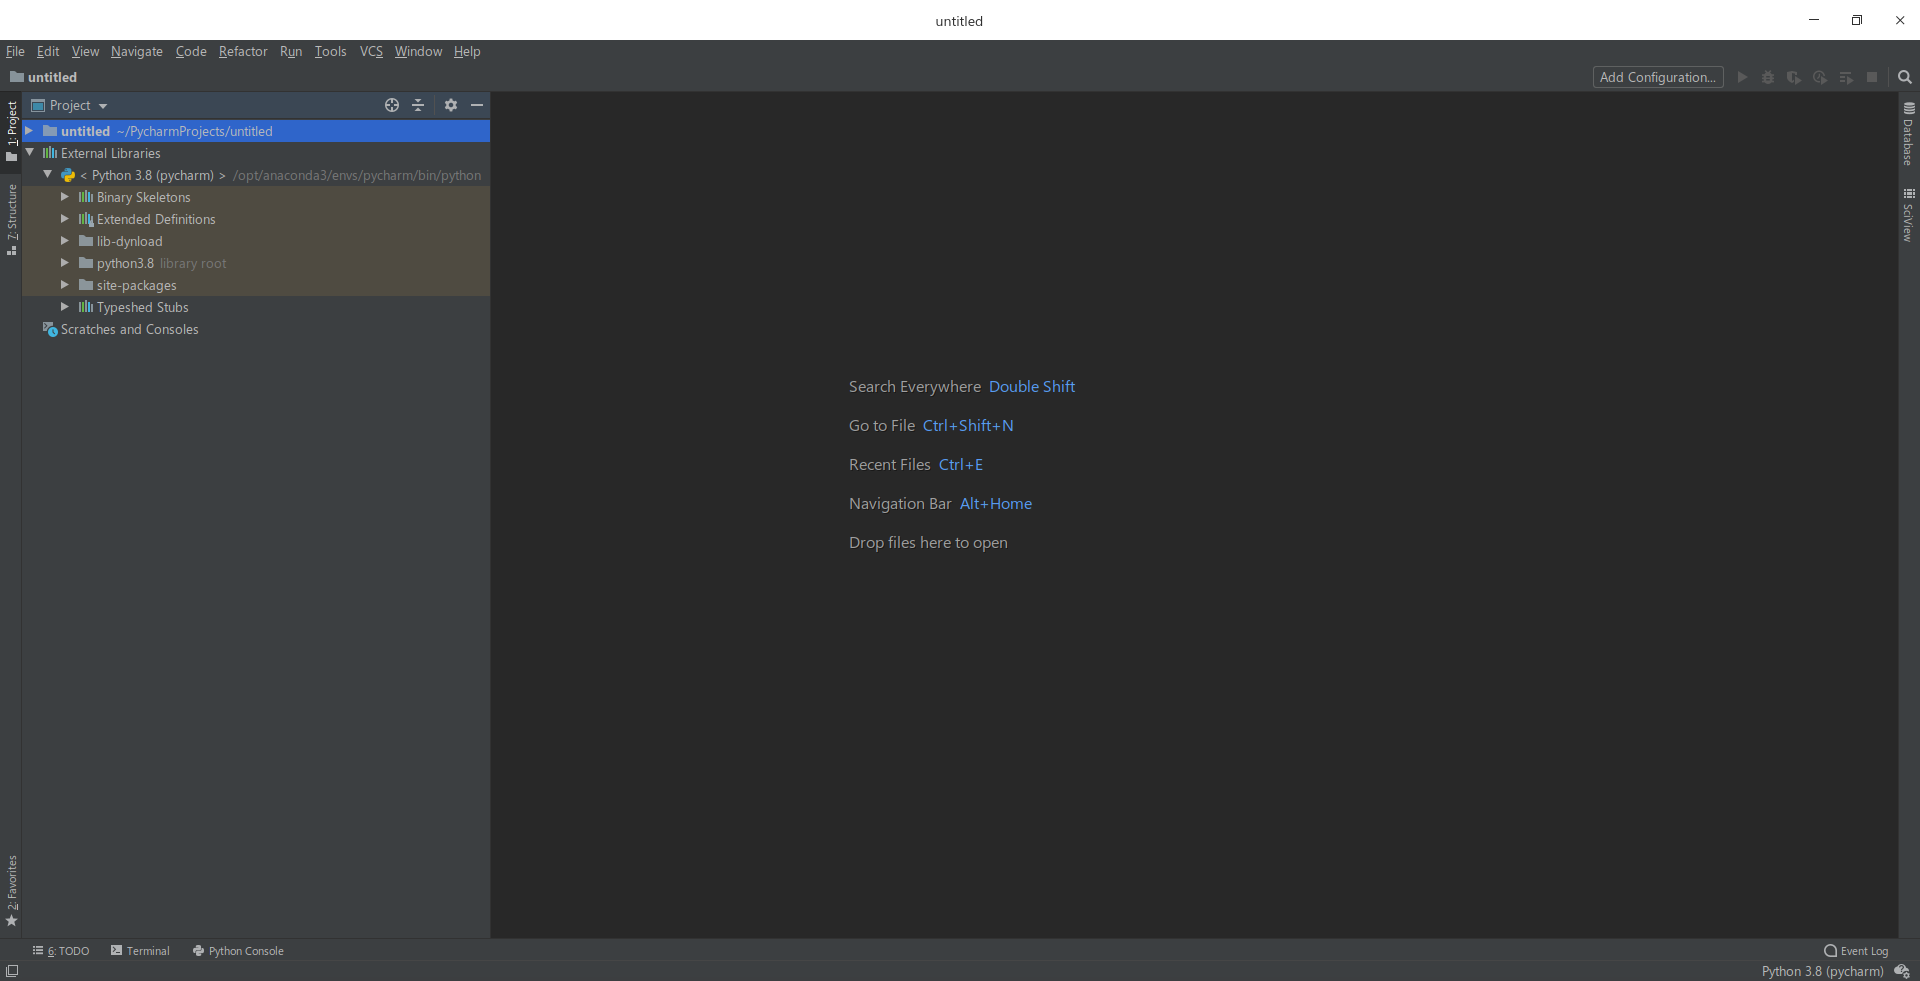 untitled
File Edit View Navigate Code Refactor Run Tools VCS Window Help
untitled
Add Configuration...
Project
1: Project
7: Structure
2: Favorites
untitled ~/PycharmProjects/untitled
External Libraries
< Python 3.8 (pycharm) > /opt/anaconda3/envs/pycharm/bin/python
Binary Skeletons
Extended Definitions
lib-dynload
python3.8 library root
site-packages
Typeshed Stubs
Scratches and Consoles
Search Everywhere Double Shift
Go to File Ctrl+Shift+N
Recent Files Ctrl+E
Navigation Bar Alt+Home
Drop files here to open
Database
SciView
6: TODO Terminal Python Console
Event Log
Python 3.8 (pycharm)